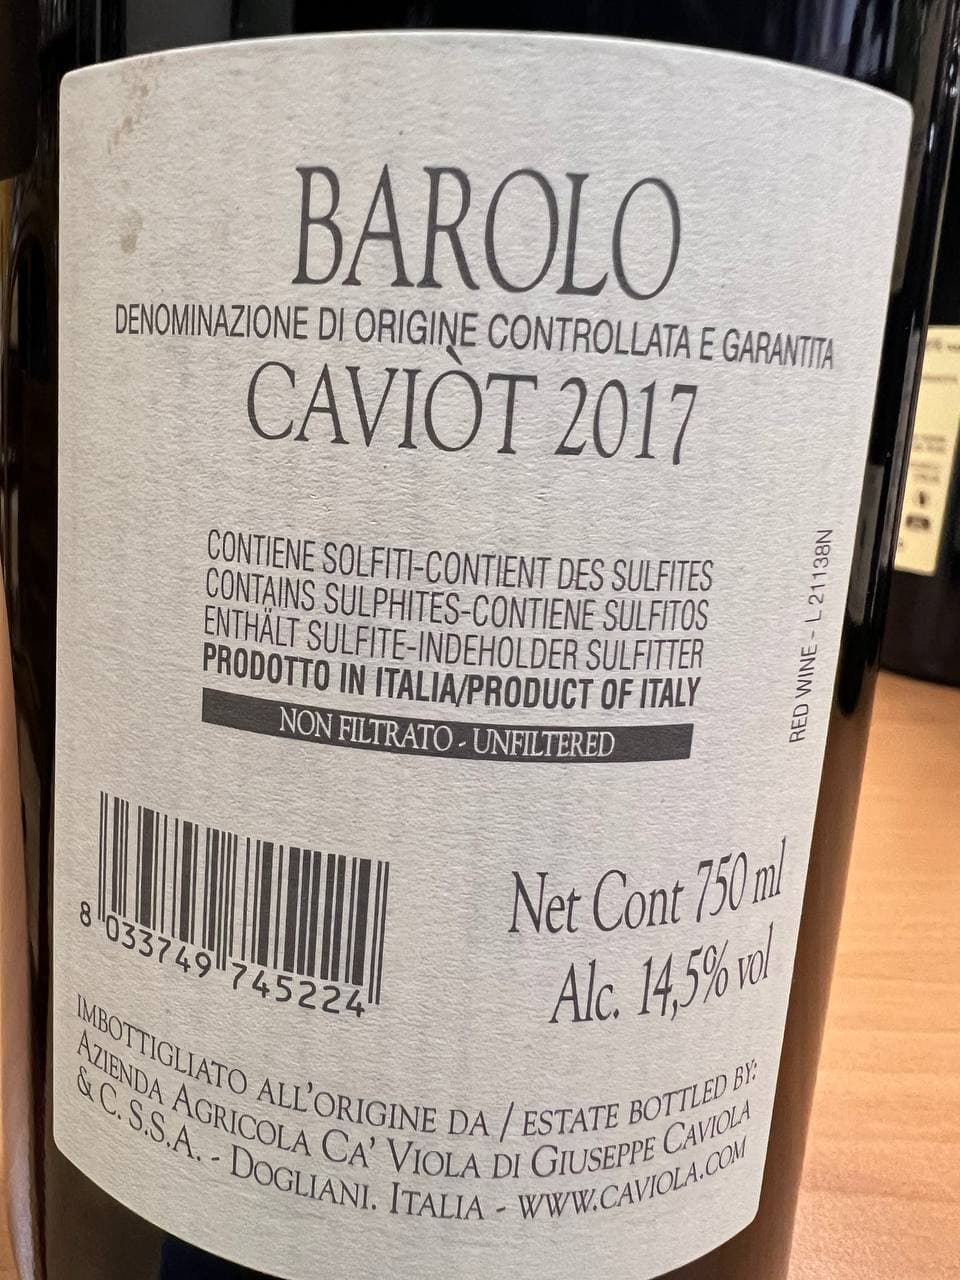 BAROLO
DENOMINAZIONE DI ORIGINE CONTROLLATA E GARANTITA
CAVIÒT 2017
CONTIENE SOLFITI-CONTIENT DES SULFITES
CONTAINS SULPHITES-CONTIENE SULFITOS
ENTHÄLT SULFITE-INDEHOLDER SULFITTER
PRODOTTO IN ITALIA/PRODUCT OF ITALY
NON FILTRATO - UNFILTERED
RED WINE - L 21138N
8 033749 745224
Net Cont 750 ml
Alc. 14,5% vol
IMBOTTIGLIATO ALL'ORIGINE DA / ESTATE BOTTLED BY:
AZIENDA AGRICOLA CA' VIOLA DI GIUSEPPE CAVIOLA
& C. S.S.A. - DOGLIANI. ITALIA - WWW.CAVIOLA.COM